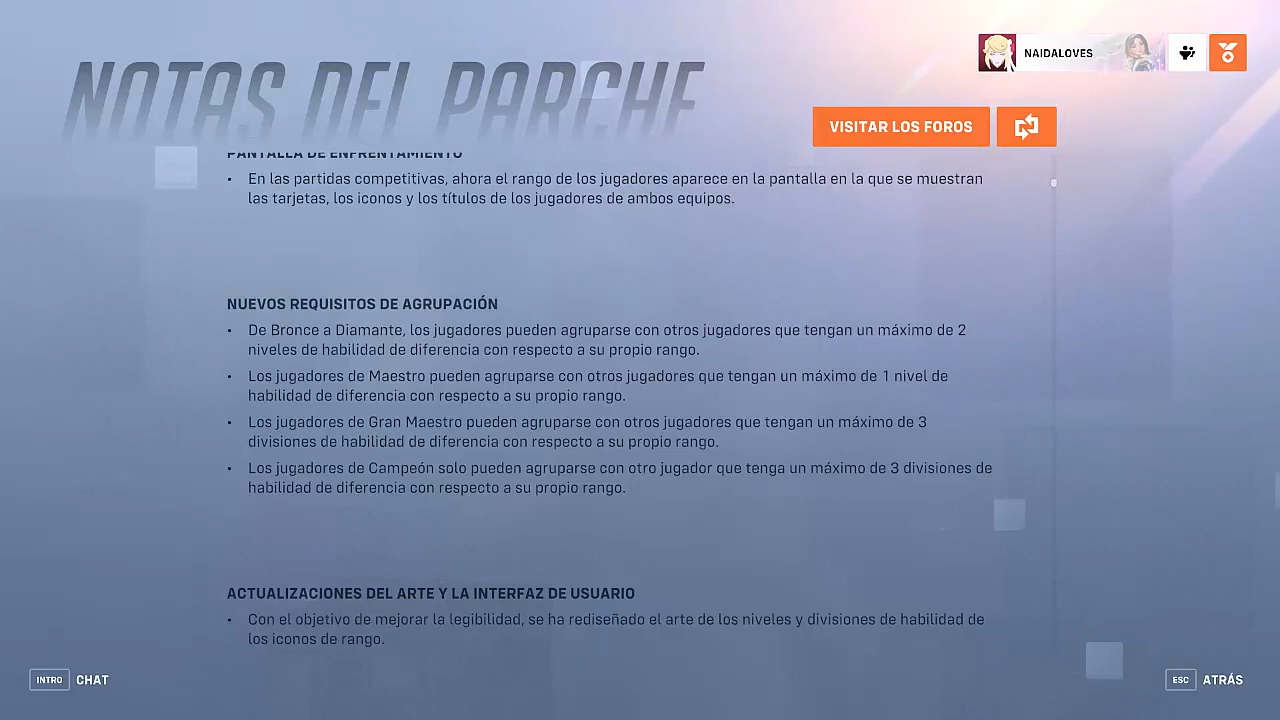 NOTAS DEL PARCHE
NAIDALOVES
VISITAR LOS FOROS
PANTALLA DE ENFRENTAMIENTO
• En las partidas competitivas, ahora el rango de los jugadores aparece en la pantalla en la que se muestran
las tarjetas, los iconos y los títulos de los jugadores de ambos equipos.
NUEVOS REQUISITOS DE AGRUPACIÓN
• De Bronce a Diamante, los jugadores pueden agruparse con otros jugadores que tengan un máximo de 2
niveles de habilidad de diferencia con respecto a su propio rango.
• Los jugadores de Maestro pueden agruparse con otros jugadores que tengan un máximo de 1 nivel de
habilidad de diferencia con respecto a su propio rango.
• Los jugadores de Gran Maestro pueden agruparse con otros jugadores que tengan un máximo de 3
divisiones de habilidad de diferencia con respecto a su propio rango.
• Los jugadores de Campeón solo pueden agruparse con otro jugador que tenga un máximo de 3 divisiones de
habilidad de diferencia con respecto a su propio rango.
ACTUALIZACIONES DEL ARTE Y LA INTERFAZ DE USUARIO
• Con el objetivo de mejorar la legibilidad, se ha rediseñado el arte de los niveles y divisiones de habilidad de
los iconos de rango.
INTRO CHAT
ESC ATRÁS